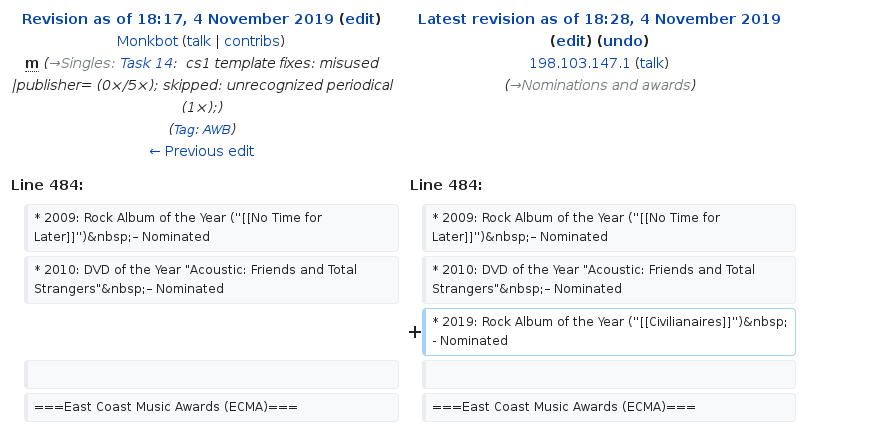 Revision as of 18:17, 4 November 2019 (edit)
Monkbot (talk | contribs)
m (→Singles: Task 14:  cs1 template fixes: misused
|publisher= (0×/5×); skipped: unrecognized periodical
(1×);)
(Tag: AWB)
← Previous edit
Latest revision as of 18:28, 4 November 2019
(edit) (undo)
198.103.147.1 (talk)
(→Nominations and awards)
Line 484:
Line 484:
* 2009: Rock Album of the Year (''[[No Time for
Later]]'')&nbsp;– Nominated
* 2009: Rock Album of the Year (''[[No Time for
Later]]'')&nbsp;– Nominated
* 2010: DVD of the Year "Acoustic: Friends and Total
Strangers"&nbsp;– Nominated
* 2010: DVD of the Year "Acoustic: Friends and Total
Strangers"&nbsp;– Nominated
+
* 2019: Rock Album of the Year (''[[Civilianaires]]'')&nbsp;
- Nominated
===East Coast Music Awards (ECMA)===
===East Coast Music Awards (ECMA)===